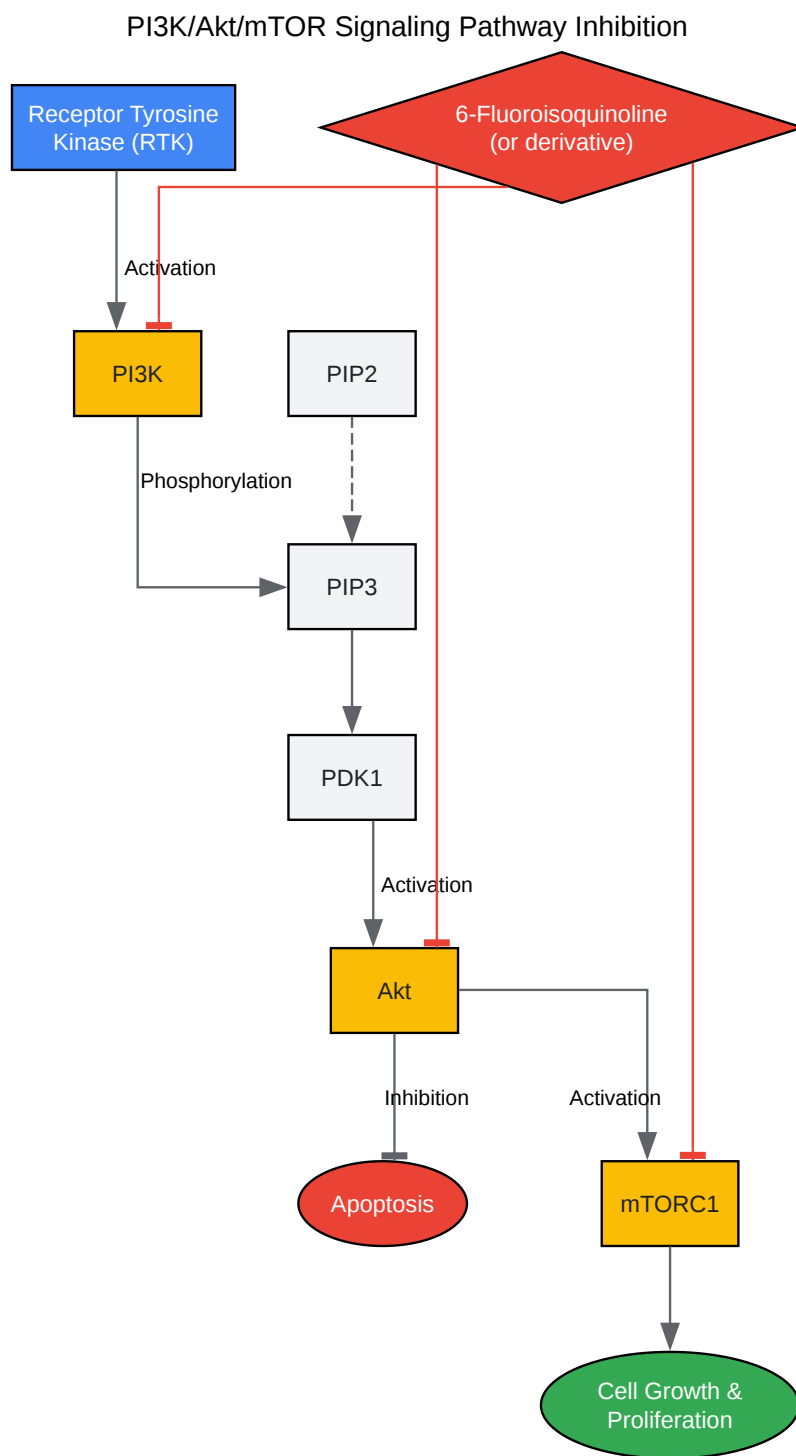 PI3K/Akt/mTOR Signaling Pathway Inhibition
Receptor Tyrosine
Kinase (RTK)
6-Fluoroisoquinoline
(or derivative)
Activation
PI3K
PIP2
Phosphorylation
PIP3
PDK1
Activation
Akt
Inhibition
Activation
Apoptosis
mTORC1
Cell Growth &
Proliferation